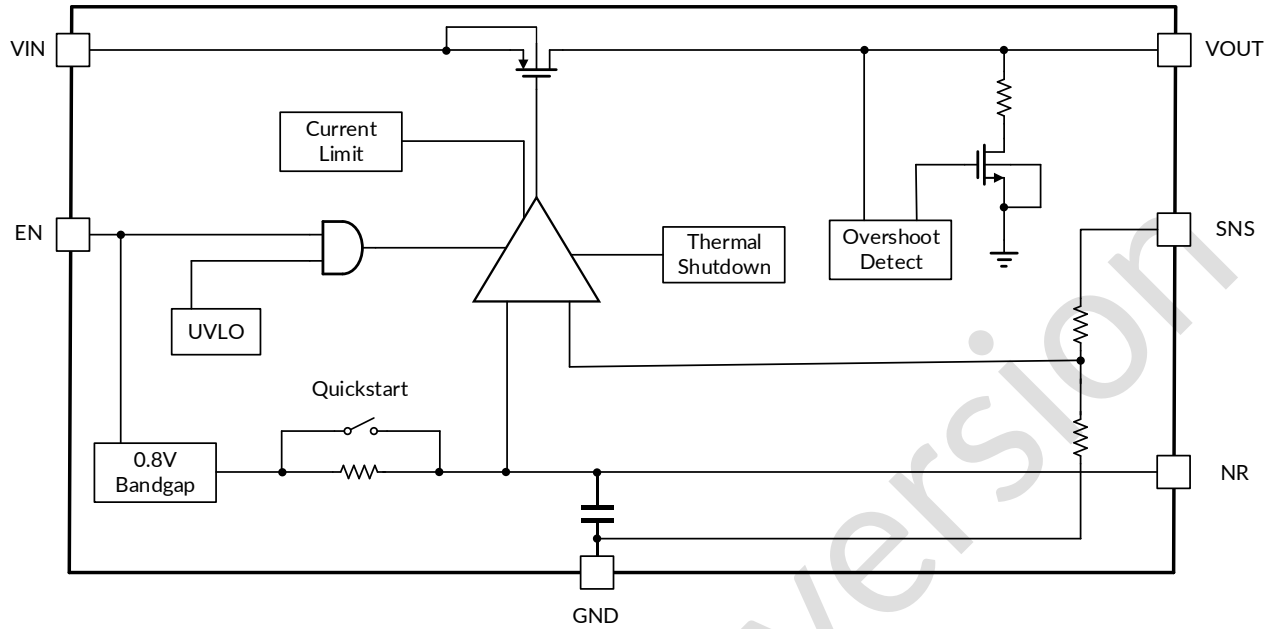 VIN
VOUT
Current
Limit
EN
SNS
Thermal
Shutdown
Overshoot
Detect
UVLO
Quickstart
0.8V
Bandgap
NR
GND
version